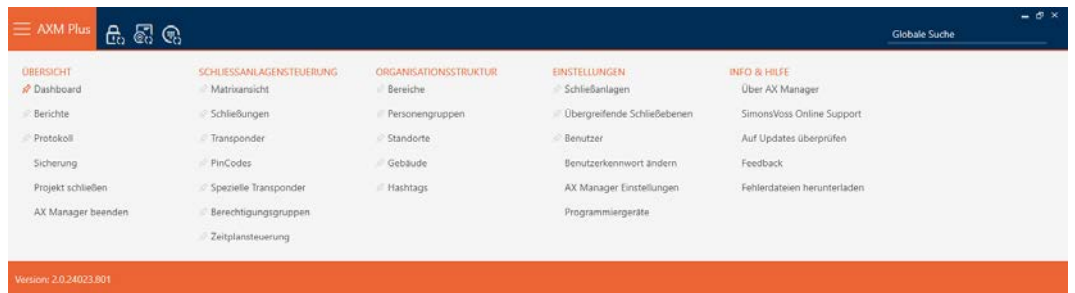 AXM Plus
Globale Suche
ÜBERSICHT
Dashboard
Berichte
Protokoll
Sicherung
Projekt schließen
AX Manager beenden
SCHLIESSANLAGENSTEUERUNG
Matrixansicht
Schließungen
Transponder
PinCodes
Spezielle Transponder
Berechtigungsgruppen
Zeitplansteuerung
ORGANISATIONSSTRUKTUR
Bereiche
Personengruppen
Standorte
Gebäude
Hashtags
EINSTELLUNGEN
Schließanlagen
Übergreifende Schließebenen
Benutzer
Benutzerkennwort ändern
AX Manager Einstellungen
Programmiergeräte
INFO & HILFE
Über AX Manager
SimonsVoss Online Support
Auf Updates überprüfen
Feedback
Fehlerdateien herunterladen
Version: 2.0.24023.801